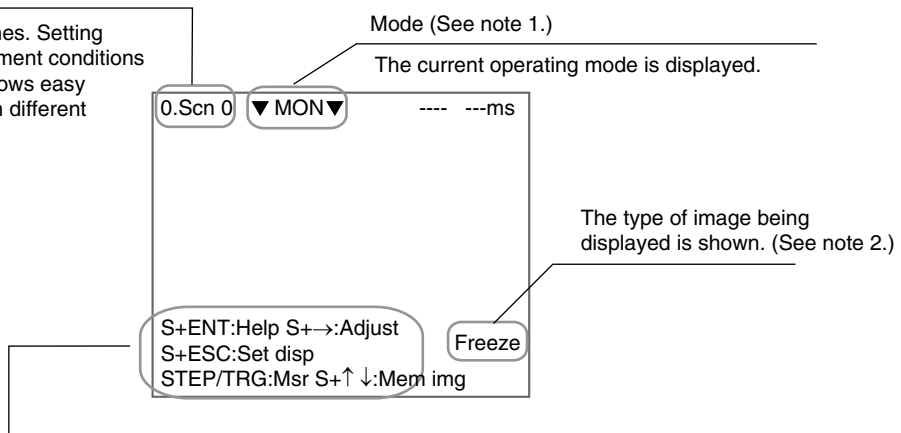 Mode (See note 1.)
The current operating mode is displayed.
Setting
ment conditions
easy
different
0.Scn 0 ▼ MON▼ ---- ---ms
The type of image being
displayed is shown. (See note 2.)
S+ENT:Help S+→:Adjust
S+ESC:Set disp
STEP/TRG:Msr S+↑ ↓:Mem img
Freeze